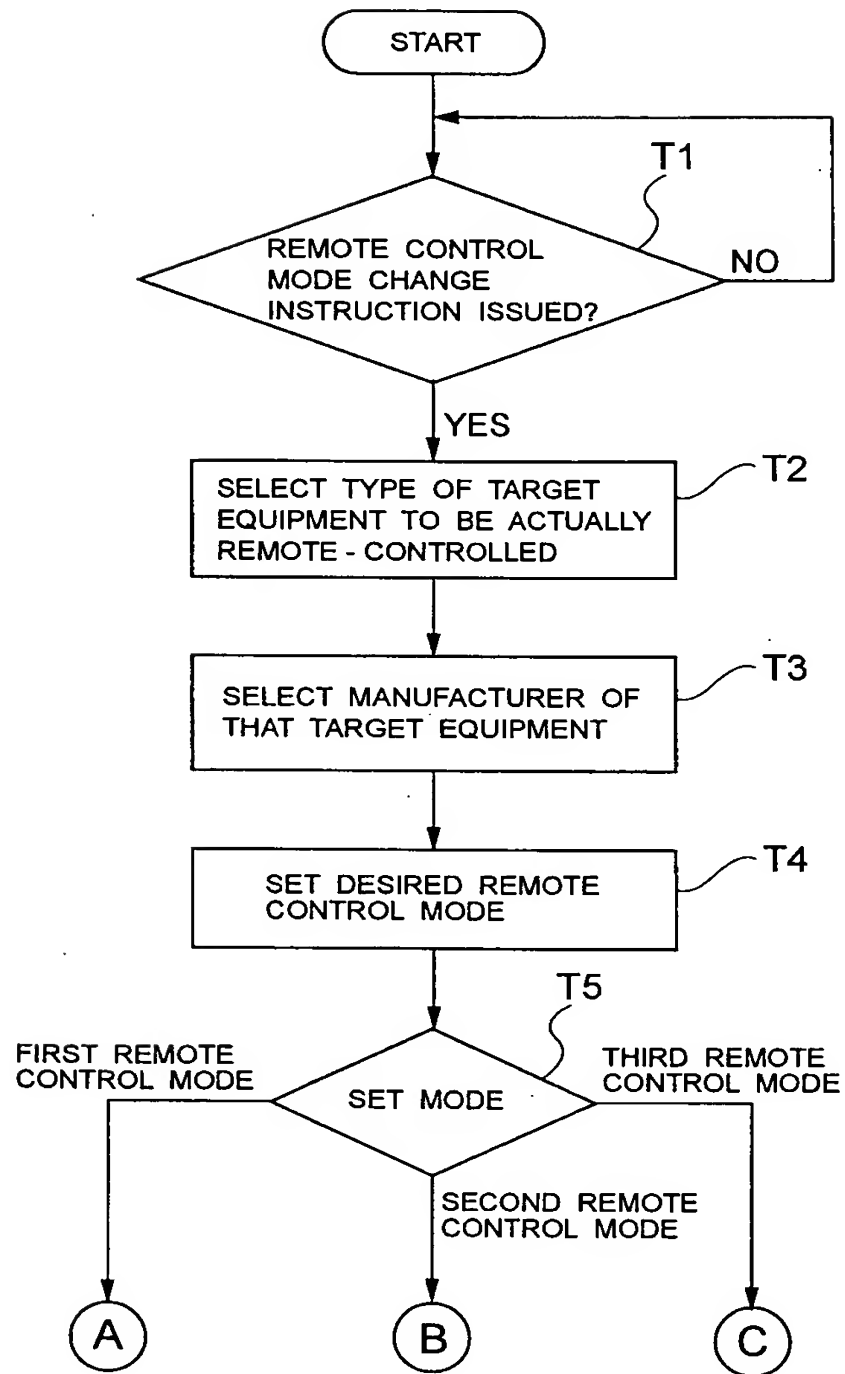 START
T1
REMOTE CONTROL
MODE CHANGE
INSTRUCTION ISSUED?
NO
YES
T2
SELECT TYPE OF TARGET
EQUIPMENT TO BE ACTUALLY
REMOTE - CONTROLLED
T3
SELECT MANUFACTURER OF
THAT TARGET EQUIPMENT
T4
SET DESIRED REMOTE
CONTROL MODE
T5
FIRST REMOTE
CONTROL MODE
SET MODE
THIRD REMOTE
CONTROL MODE
SECOND REMOTE
CONTROL MODE
A
B
C